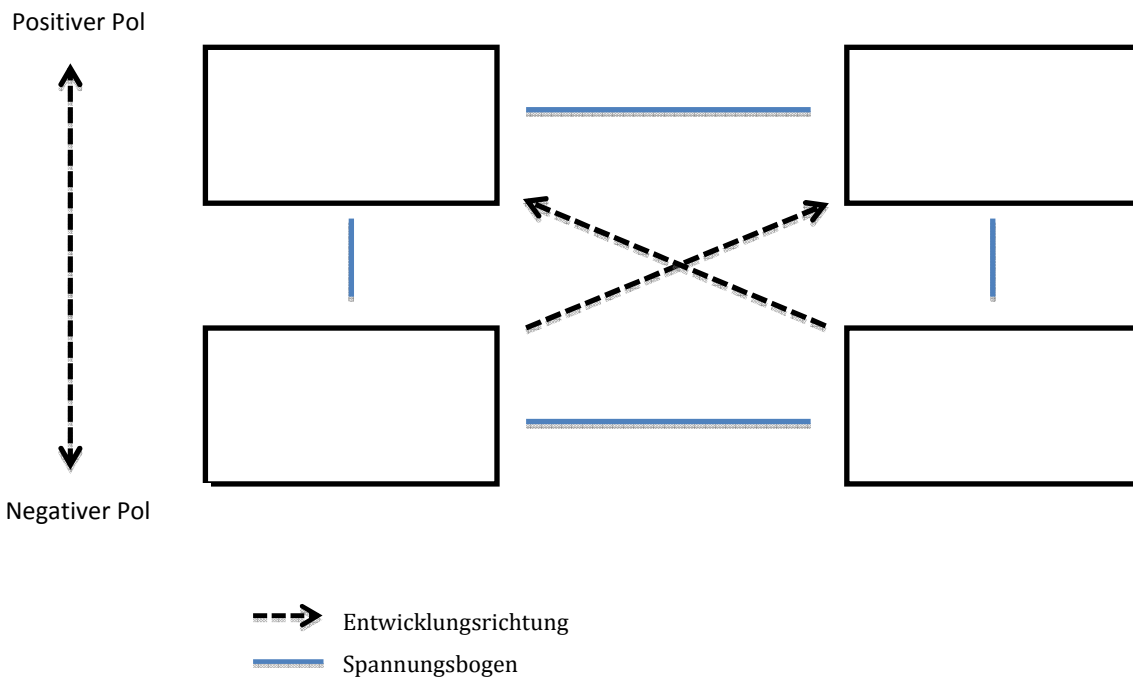 Positiver Pol
Negativer Pol
Entwicklungsrichtung
Spannungsbogen